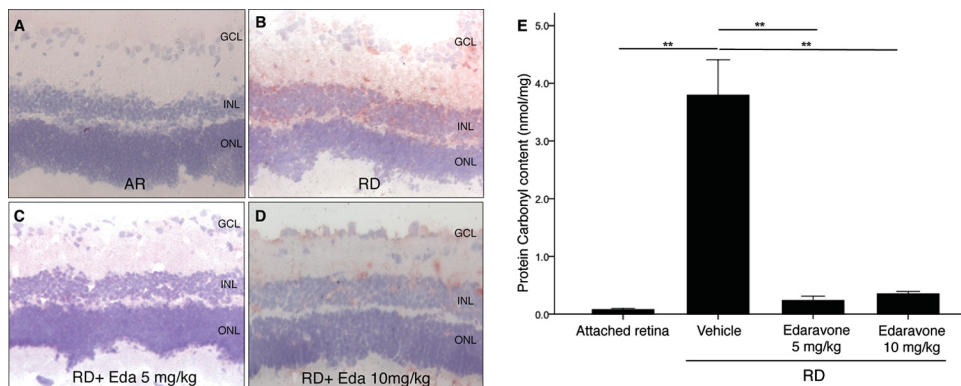 A
GCL
INL
ONL
AR
B
GCL
INL
ONL
RD
C
GCL
INL
ONL
RD+ Eda 5 mg/kg
D
GCL
INL
ONL
RD+ Eda 10mg/kg
E
Protein Carbonyl content (nmol/mg)
5.0
4.0
3.0
2.0
1.0
0.0
**
** **
Attached retina Vehicle Edaravone Edaravone
5 mg/kg 10 mg/kg
RD